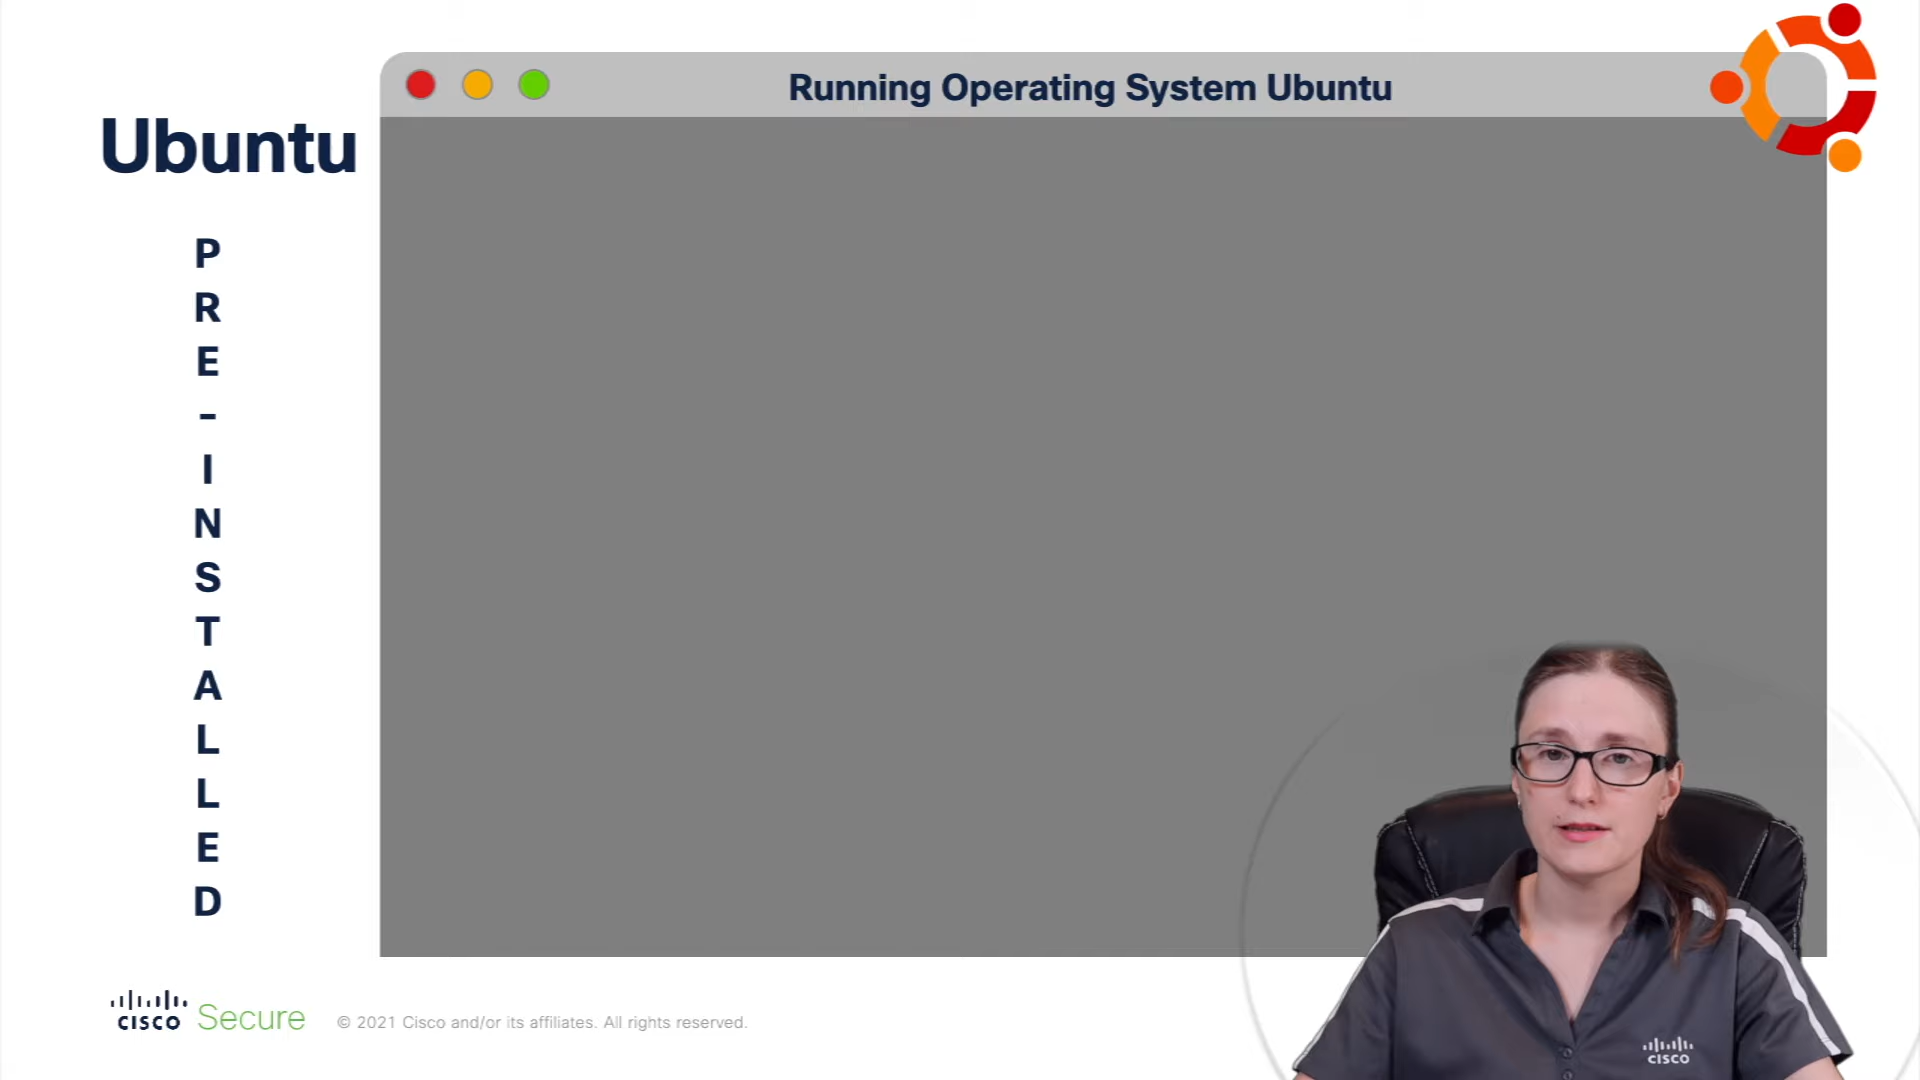 Running Operating System Ubuntu
Ubuntu
P
R
E
-
I
N
S
T
A
L
L
E
D
CISCO Secure
© 2021 Cisco and/or its affiliates. All rights reserved.
CISCO